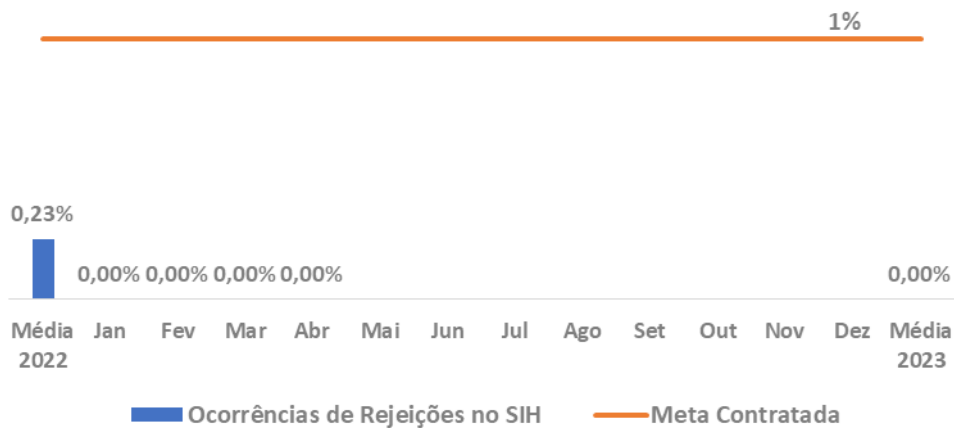 1%
0,23%
0,00% 0,00% 0,00% 0,00% 0,00%
Média Jan Fev Mar Abr Mai Jun Jul Ago Set Out Nov Dez Média
2022 2023
Ocorrências de Rejeições no SIH Meta Contratada